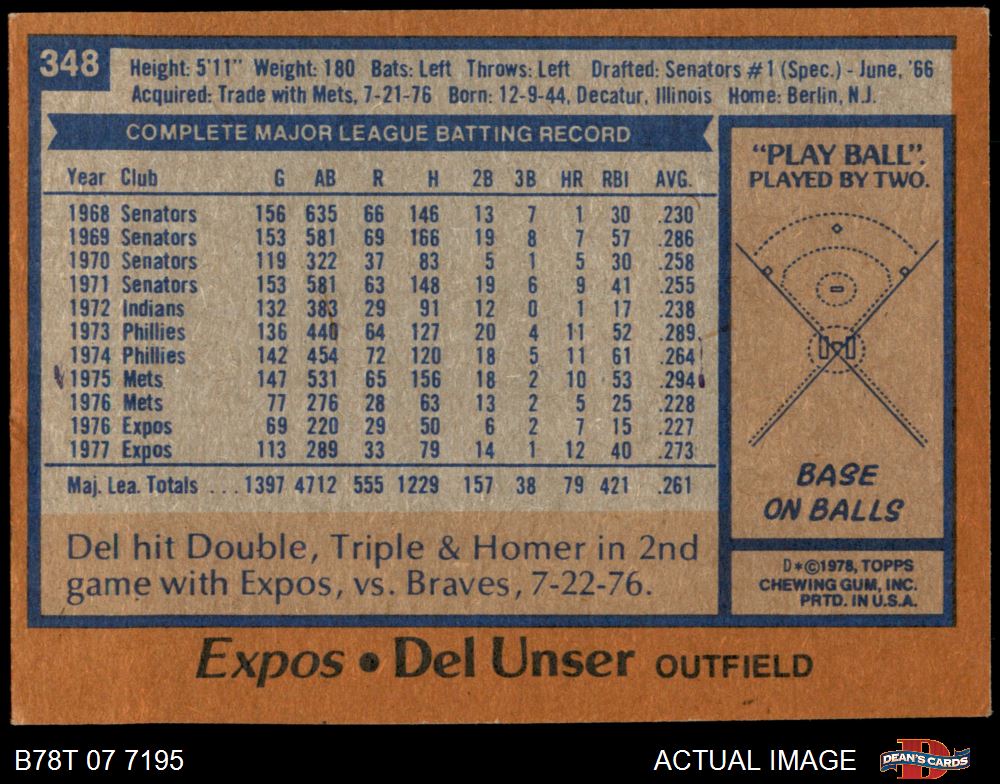 348
Height: 5'11" Weight: 180 Bats: Left Throws: Left Drafted: Senators #1 (Spec.) - June, '66
Acquired: Trade with Mets, 7-21-76 Born: 12-9-44, Decatur, Illinois Home: Berlin, N.J.
COMPLETE MAJOR LEAGUE BATTING RECORD
Year Club G AB R H 2B 3B HR RBI AVG.
1968 Senators 156 635 66 146 13 7 1 30 .230
1969 Senators 153 581 69 166 19 8 7 57 .286
1970 Senators 119 322 37 83 5 1 5 30 .258
1971 Senators 153 581 63 148 19 6 9 41 .255
1972 Indians 132 383 29 91 12 0 1 17 .238
1973 Phillies 136 440 64 127 20 4 11 52 .289
1974 Phillies 142 454 72 120 18 5 11 61 .264
1975 Mets 147 531 65 156 18 2 10 53 .294
1976 Mets 77 276 28 63 13 2 5 25 .228
1976 Expos 69 220 29 50 6 2 7 15 .227
1977 Expos 113 289 33 79 14 1 12 40 .273
Maj. Lea. Totals ... 1397 4712 555 1229 157 38 79 421 .261
Del hit Double, Triple & Homer in 2nd
game with Expos, vs. Braves, 7-22-76.
"PLAY BALL".
PLAYED BY TWO.
BASE
ON BALLS
D*©1978, TOPPS
CHEWING GUM, INC.
PRTD. IN U.S.A.
Expos • Del Unser OUTFIELD
B78T 07 7195
ACTUAL IMAGE
DEAN'S CARDS